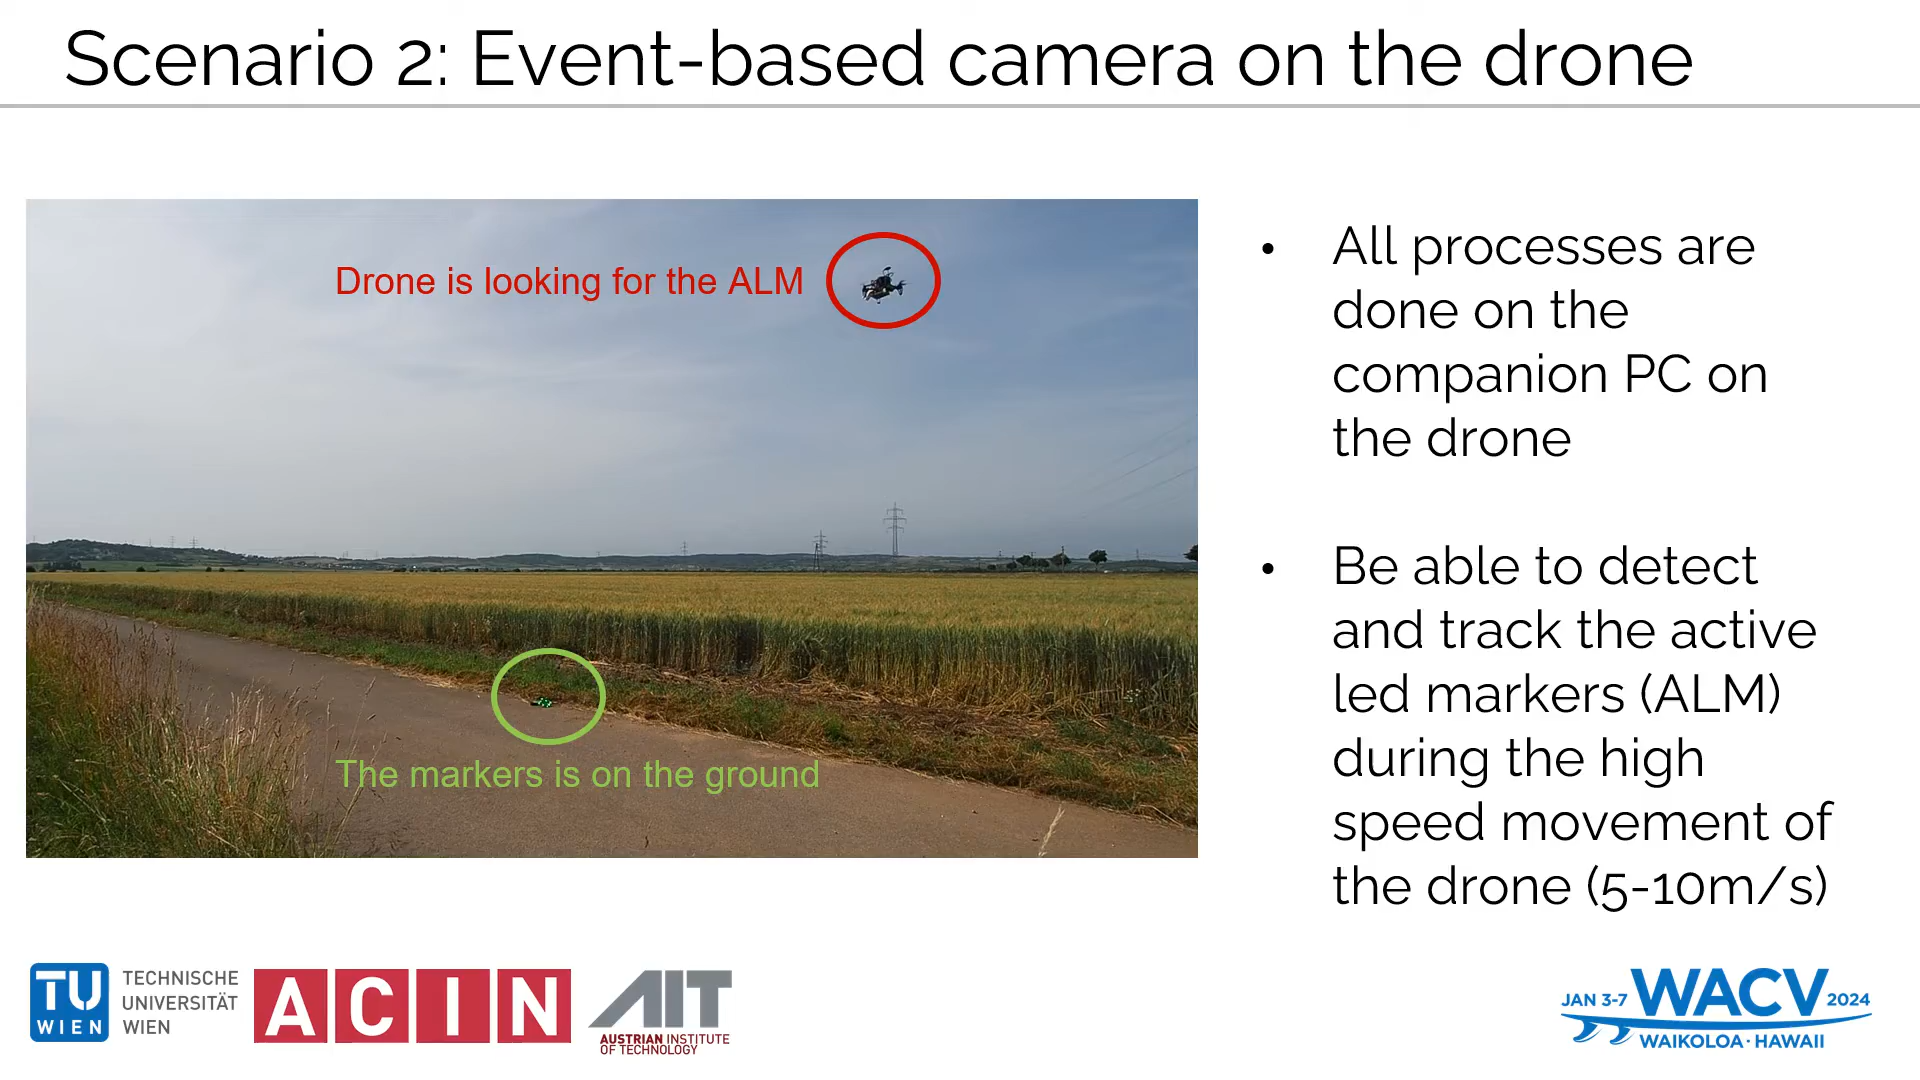 Scenario 2: Event-based camera on the drone
Drone is looking for the ALM
The markers is on the ground
• All processes are
done on the
companion PC on
the drone
• Be able to detect
and track the active
led markers (ALM)
during the high
speed movement of
the drone (5-10m/s)
TU
WIEN
TECHNISCHE
UNIVERSITÄT
WIEN
ACIN
AIT
AUSTRIAN INSTITUTE
OF TECHNOLOGY
JAN 3-7 WACV 2024
WAIKOLOA · HAWAII